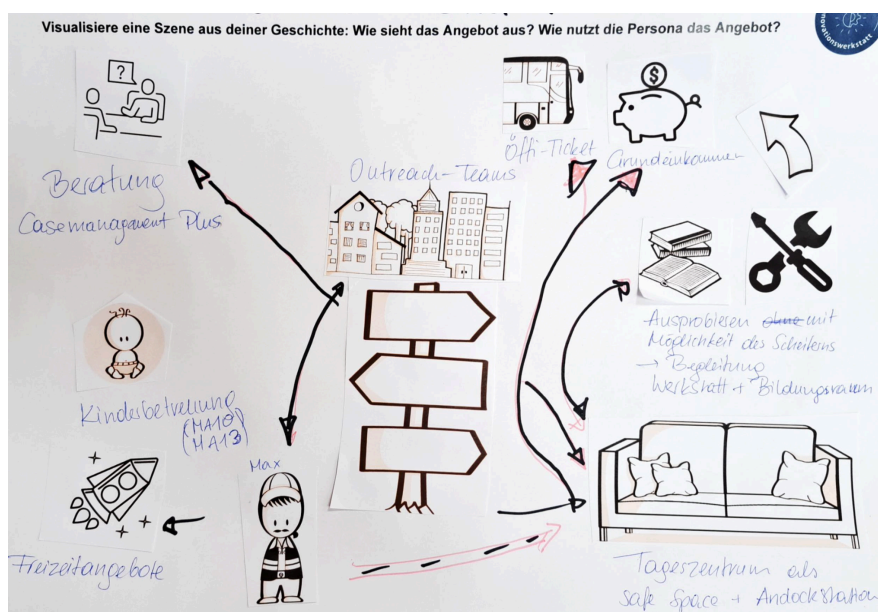 Visualisiere eine Szene aus deiner Geschichte: Wie sieht das Angebot aus? Wie nutzt die Persona das Angebot?
novationswerkstatt
?
$
Öffi-Ticket
Grundeinkommen
Outreach-Teams
Beratung
Casemanagement Plus
Ausprobieren ohne mit
Möglichkeit des Scheiterns
→ Begleitung
Werkstatt + Bildungsraum
Kinderbetreuung
(MA10)
(MA13)
Max
Freizeitangebote
Tageszentrum als
safe space + Andockstation